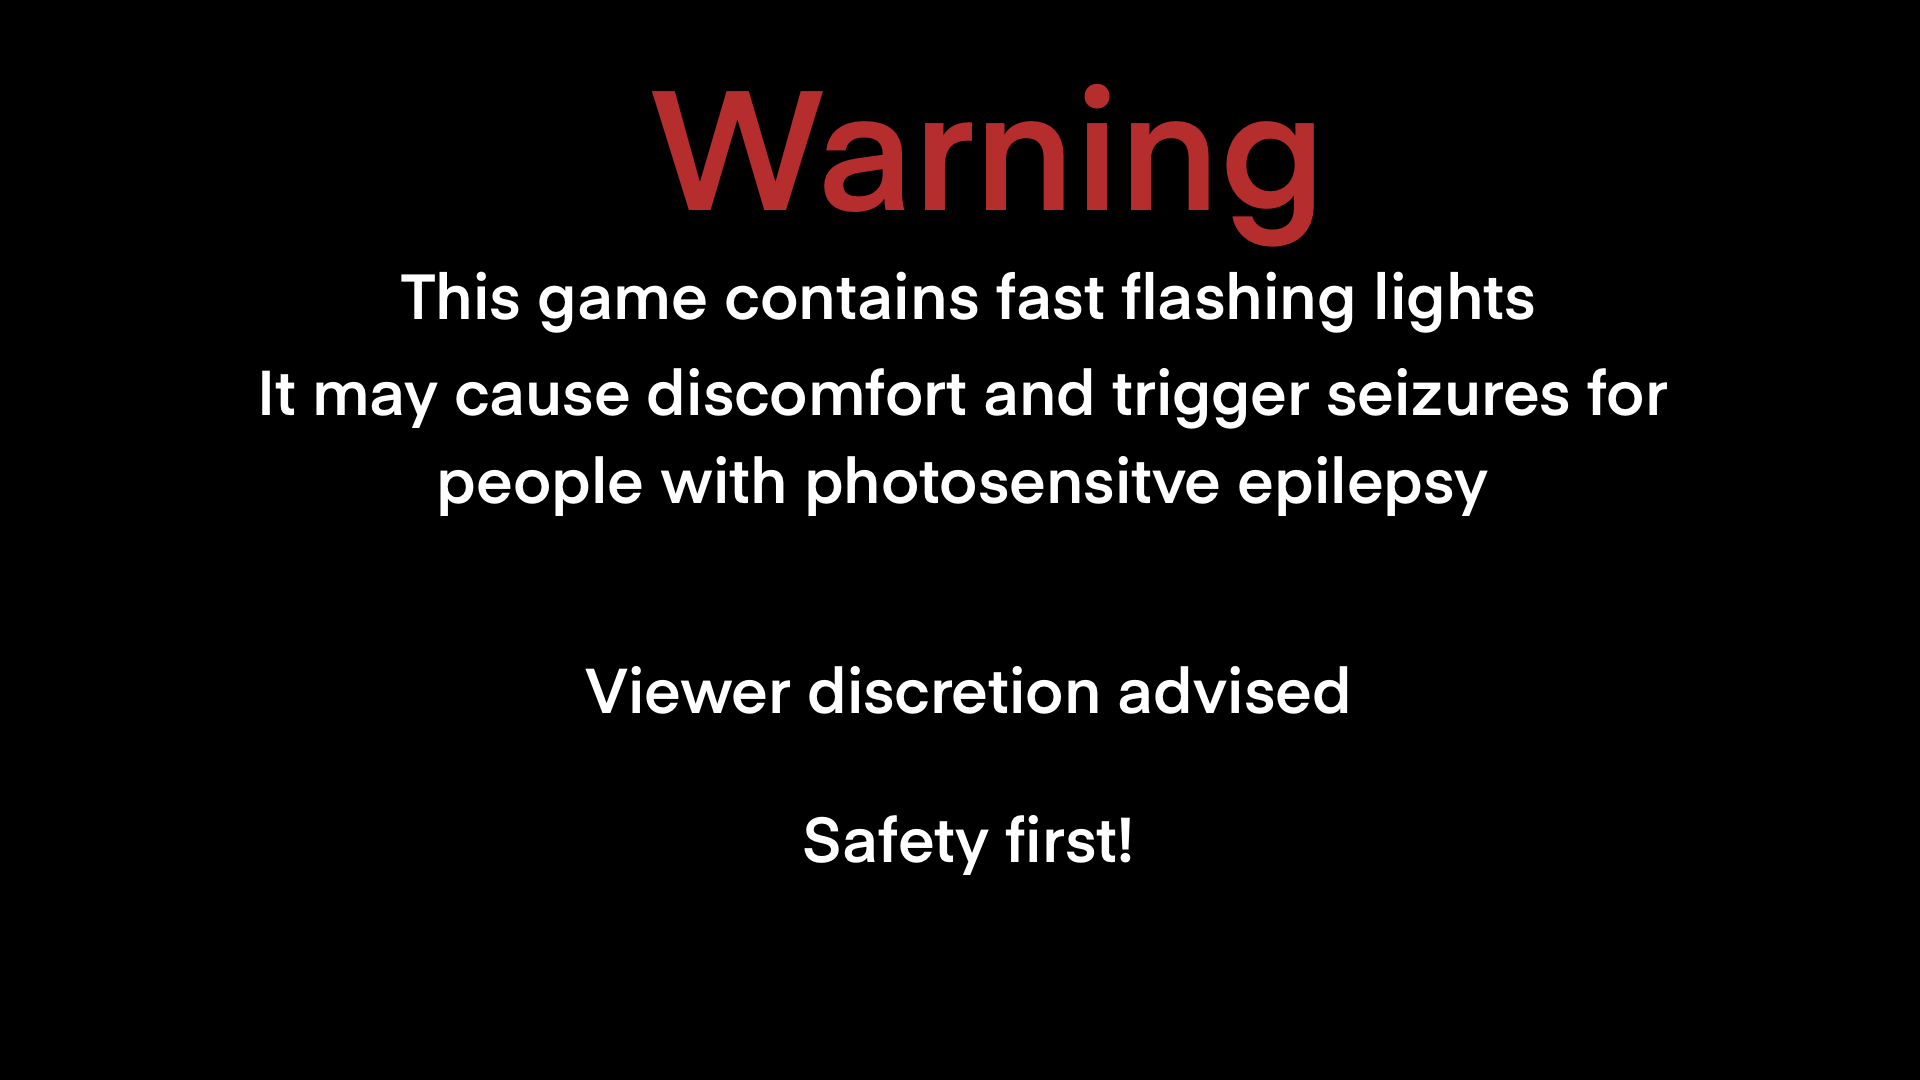 Warning
This game contains fast flashing lights
It may cause discomfort and trigger seizures for
people with photosensitve epilepsy
Viewer discretion advised
Safety first!